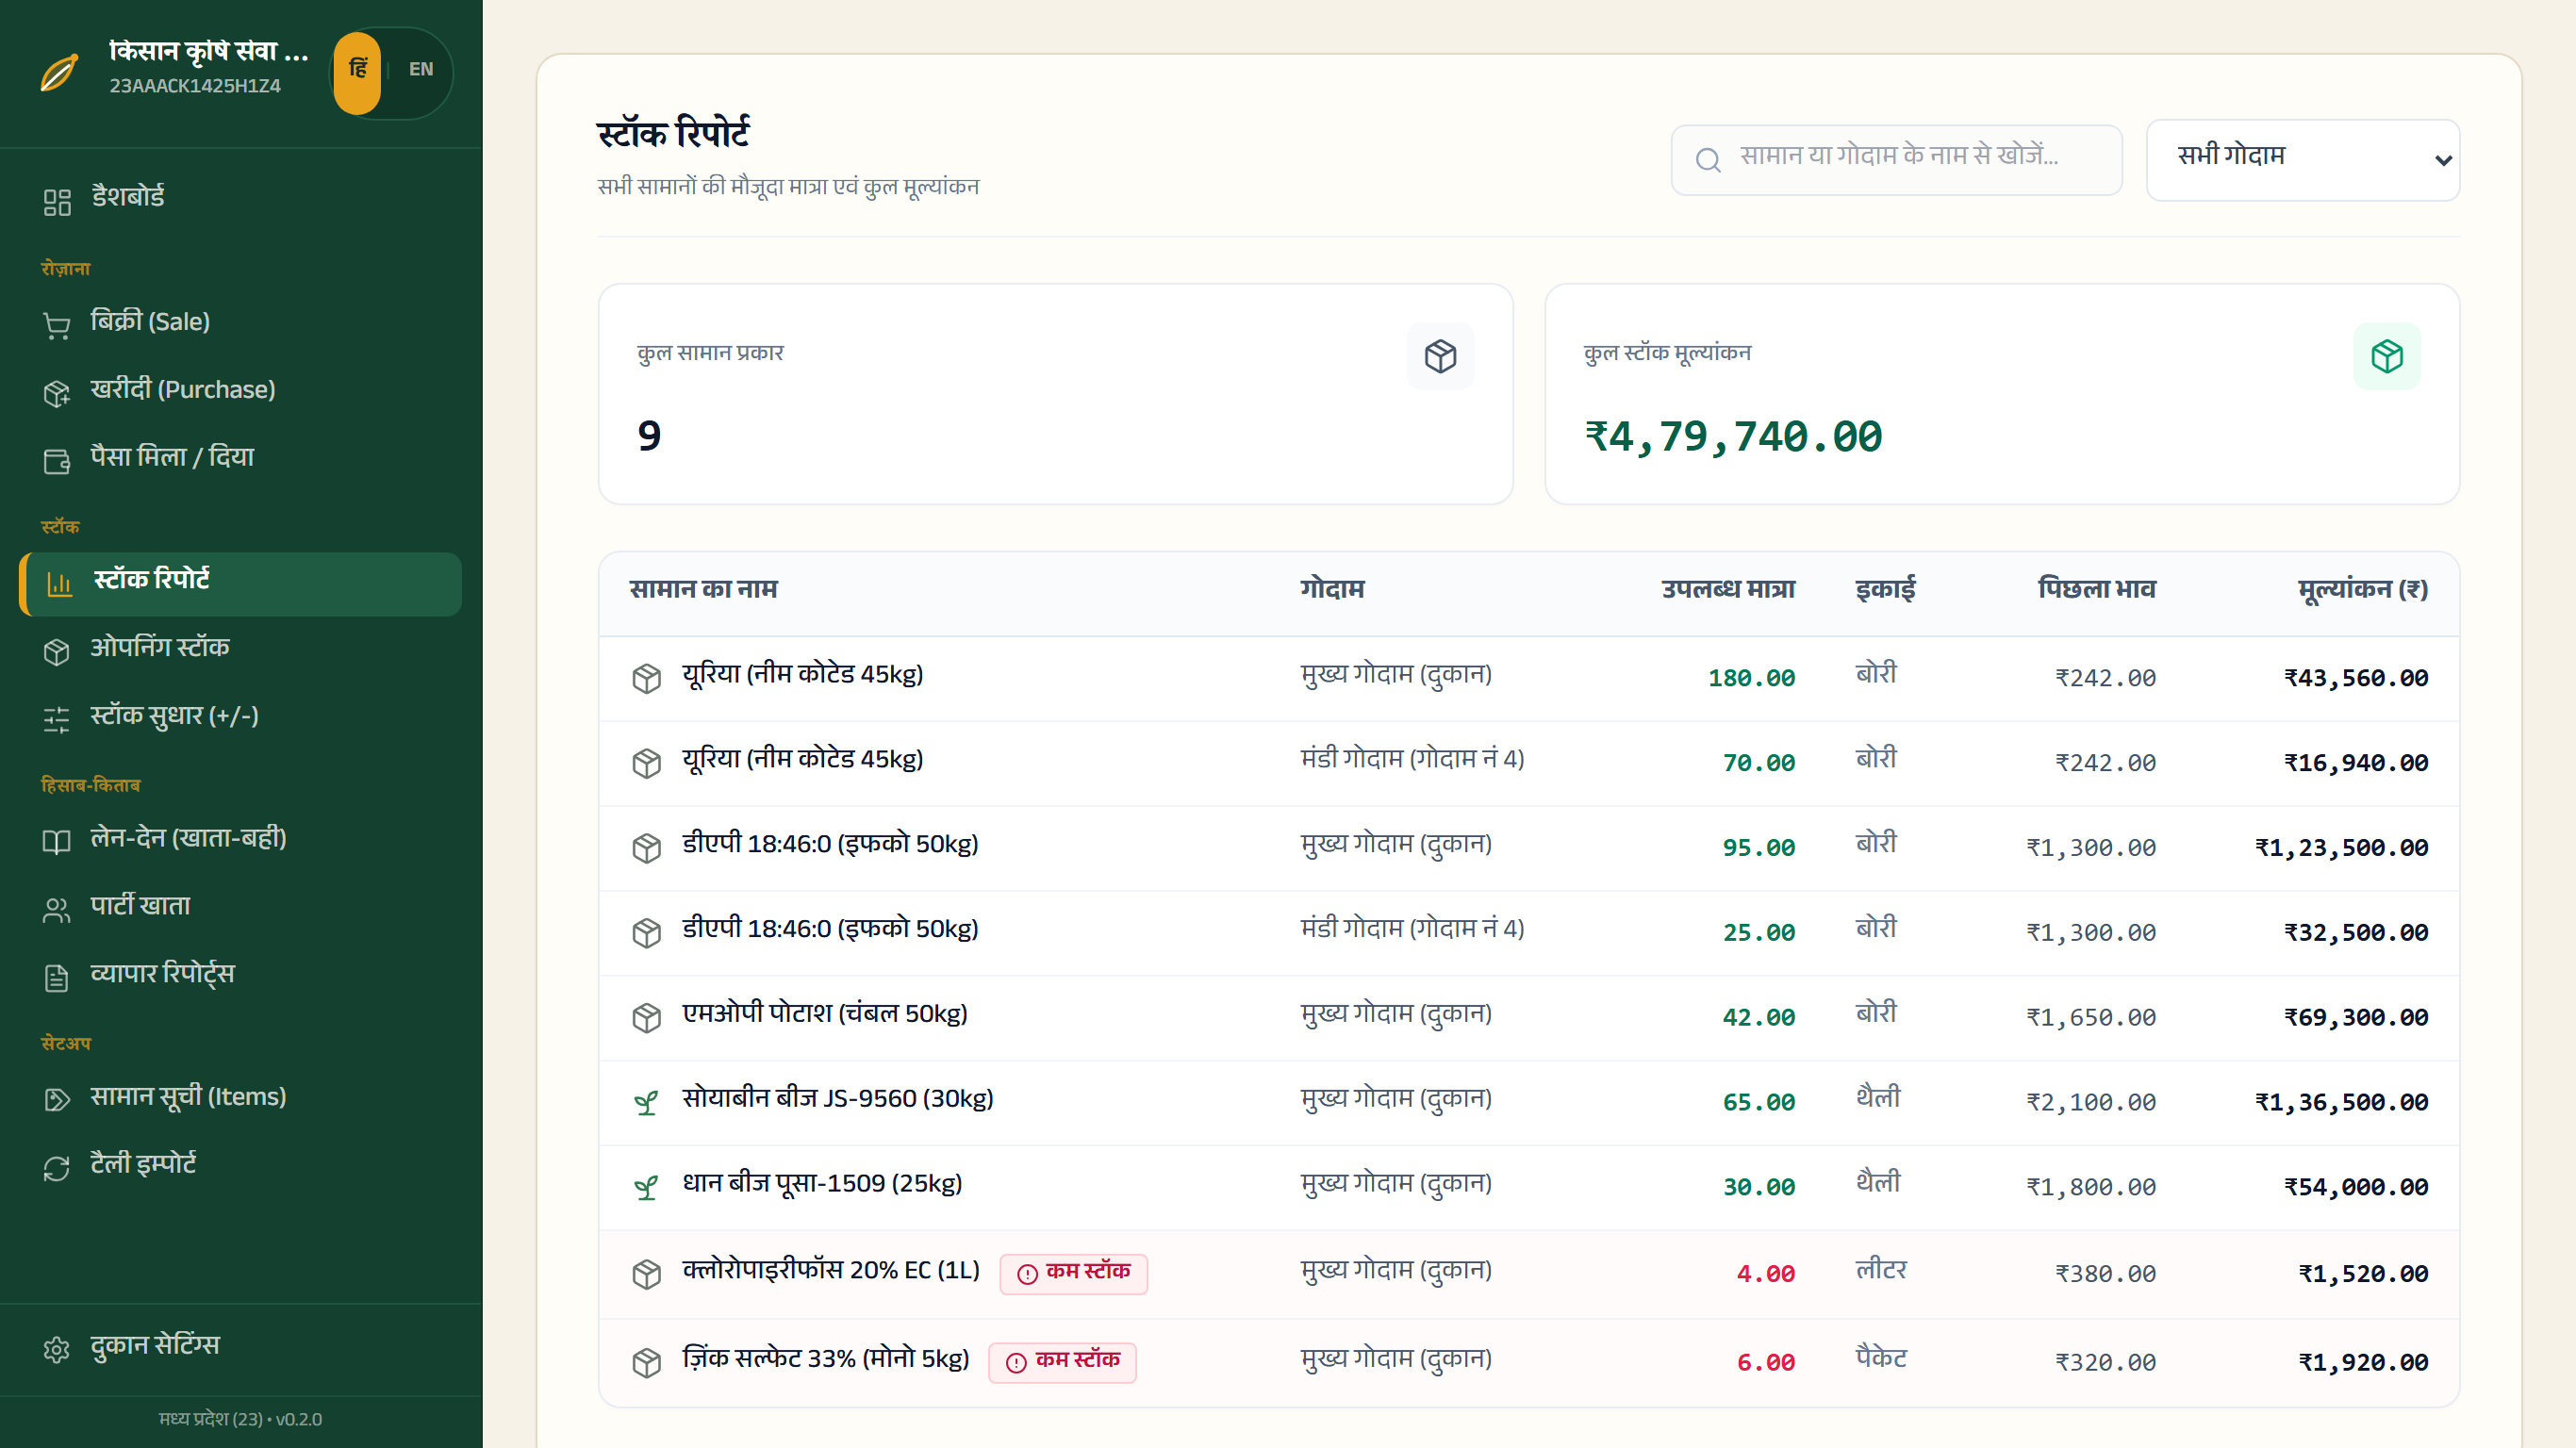 किसान कृषि सेवा ...
23AAACK1425H1Z4
हिं
EN
डैशबोर्ड
रोज़ाना
बिक्री (Sale)
खरीदी (Purchase)
पैसा मिला / दिया
स्टॉक
स्टॉक रिपोर्ट
ओपनिंग स्टॉक
स्टॉक सुधार (+/-)
हिसाब-किताब
लेन-देन (खाता-बही)
पार्टी खाता
व्यापार रिपोर्ट्स
सेटअप
सामान सूची (Items)
टैली इम्पोर्ट
दुकान सेटिंग्स
मध्य प्रदेश (23) • v0.2.0
स्टॉक रिपोर्ट
सभी सामानों की मौजूदा मात्रा एवं कुल मूल्यांकन
सामान या गोदाम के नाम से खोजें...
सभी गोदाम
कुल सामान प्रकार
9
कुल स्टॉक मूल्यांकन
₹4,79,740.00
सामान का नाम गोदाम उपलब्ध मात्रा इकाई पिछला भाव मूल्यांकन (₹)
यूरिया (नीम कोटेड 45kg) मुख्य गोदाम (दुकान) 180.00 बोरी ₹242.00 ₹43,560.00
यूरिया (नीम कोटेड 45kg) मंडी गोदाम (गोदाम नं 4) 70.00 बोरी ₹242.00 ₹16,940.00
डीएपी 18:46:0 (इफको 50kg) मुख्य गोदाम (दुकान) 95.00 बोरी ₹1,300.00 ₹1,23,500.00
डीएपी 18:46:0 (इफको 50kg) मंडी गोदाम (गोदाम नं 4) 25.00 बोरी ₹1,300.00 ₹32,500.00
एमओपी पोटाश (चंबल 50kg) मुख्य गोदाम (दुकान) 42.00 बोरी ₹1,650.00 ₹69,300.00
सोयाबीन बीज JS-9560 (30kg) मुख्य गोदाम (दुकान) 65.00 थैली ₹2,100.00 ₹1,36,500.00
धान बीज पूसा-1509 (25kg) मुख्य गोदाम (दुकान) 30.00 थैली ₹1,800.00 ₹54,000.00
क्लोरोपाइरीफॉस 20% EC (1L) कम स्टॉक मुख्य गोदाम (दुकान) 4.00 लीटर ₹380.00 ₹1,520.00
ज़िंक सल्फेट 33% (मोनो 5kg) कम स्टॉक मुख्य गोदाम (दुकान) 6.00 पैकेट ₹320.00 ₹1,920.00